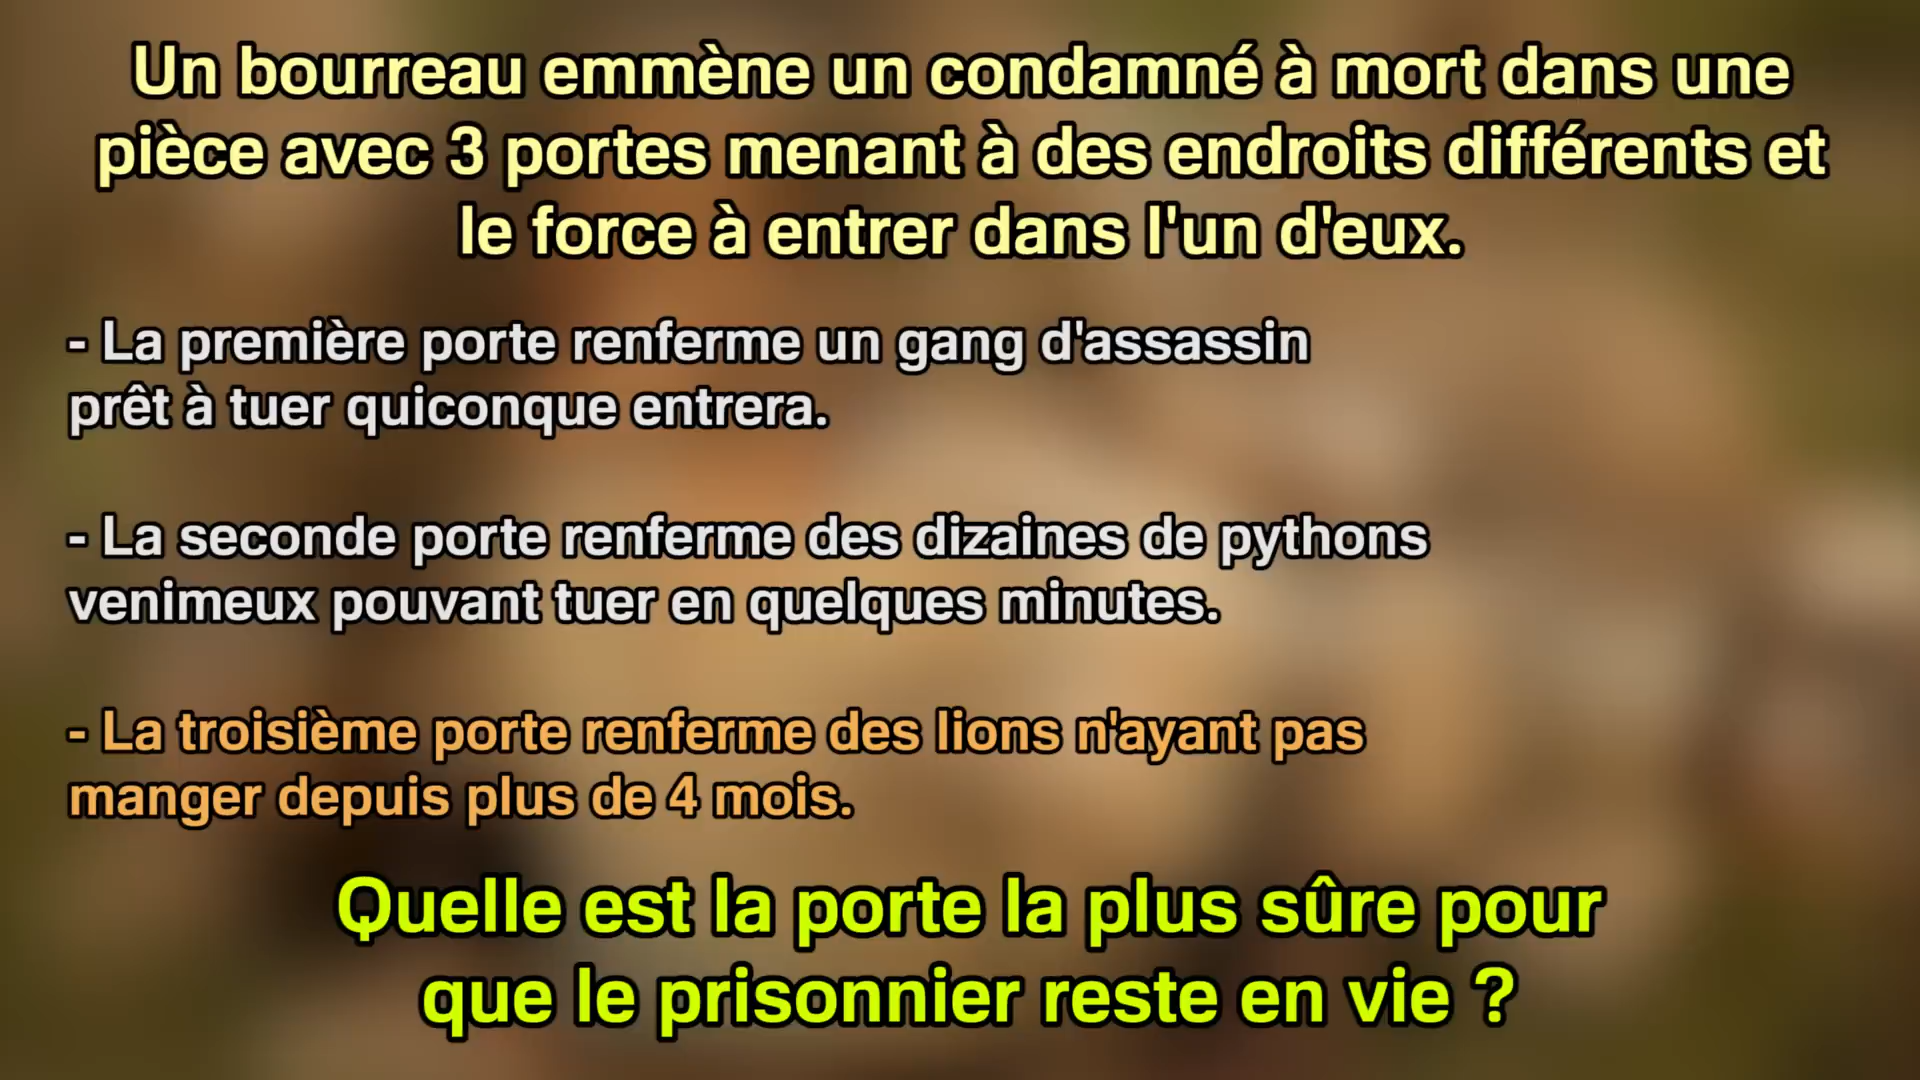 Un bourreau emmène un condamné à mort dans une
pièce avec 3 portes menant à des endroits différents et
le force à entrer dans l'un d'eux.
- La première porte renferme un gang d'assassin
prêt à tuer quiconque entrera.
- La seconde porte renferme des dizaines de pythons
venimeux pouvant tuer en quelques minutes.
- La troisième porte renferme des lions n'ayant pas
manger depuis plus de 4 mois.
Quelle est la porte la plus sûre pour
que le prisonnier reste en vie ?